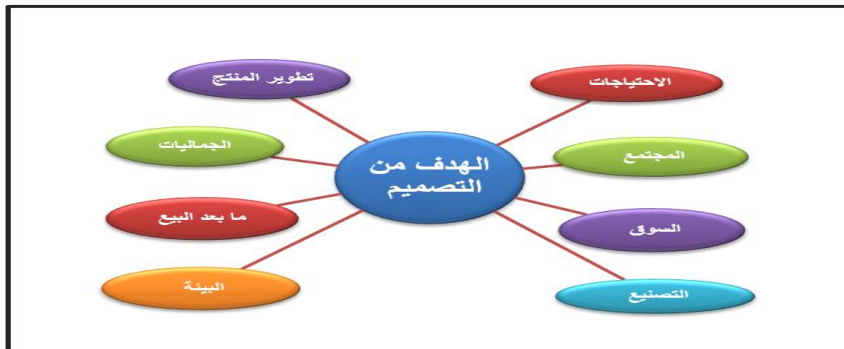 الاحتياجات
تطوير المنتج
الهدف من
التصميم
المجتمع
الجماليات
السوق
ما بعد البيع
التصنيع
البيئة